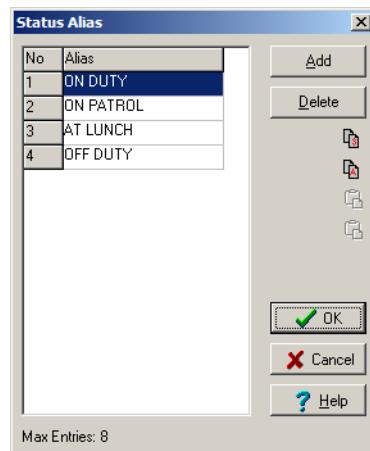 Status Alias
No Alias
1 ON DUTY
2 ON PATROL
3 AT LUNCH
4 OFF DUTY
Add
Delete
S
A
OK
Cancel
Help
Max Entries: 8